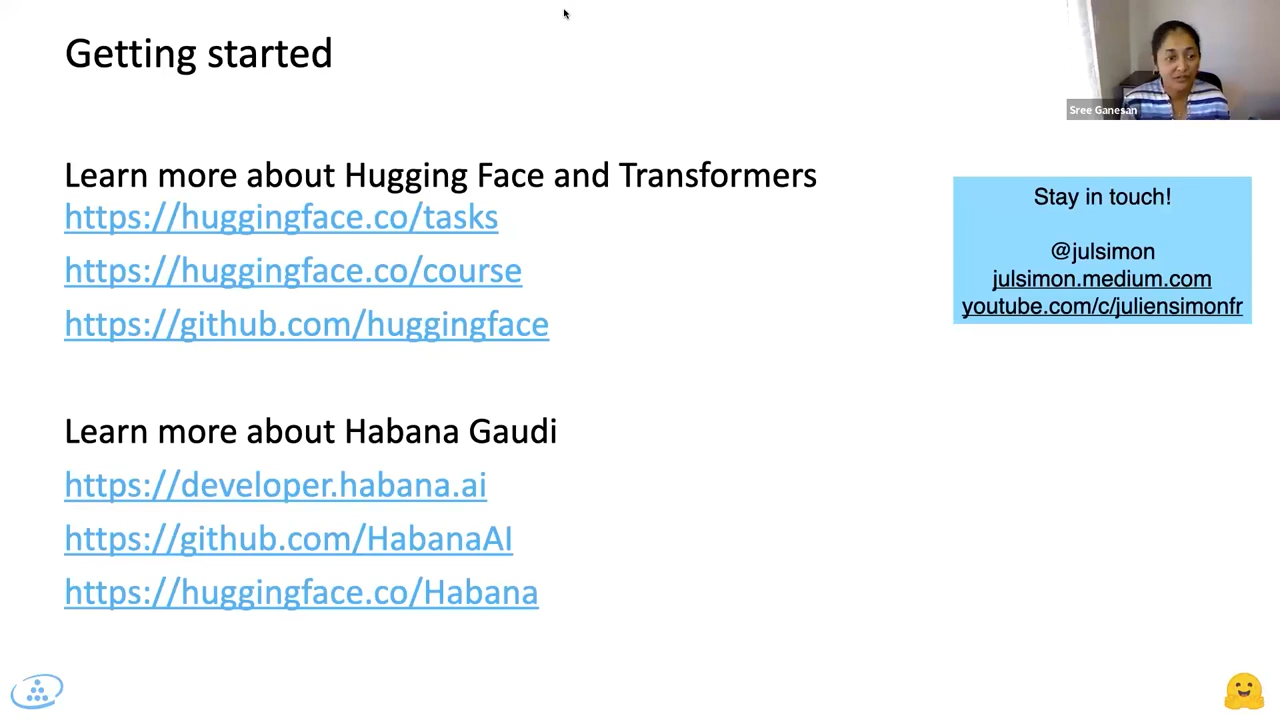 Getting started
Sree Ganesan
Learn more about Hugging Face and Transformers
https://huggingface.co/tasks
https://huggingface.co/course
https://github.com/huggingface
Stay in touch!
@julsimon
julsimon.medium.com
youtube.com/c/juliensimonfr
Learn more about Habana Gaudi
https://developer.habana.ai
https://github.com/HabanaAI
https://huggingface.co/Habana